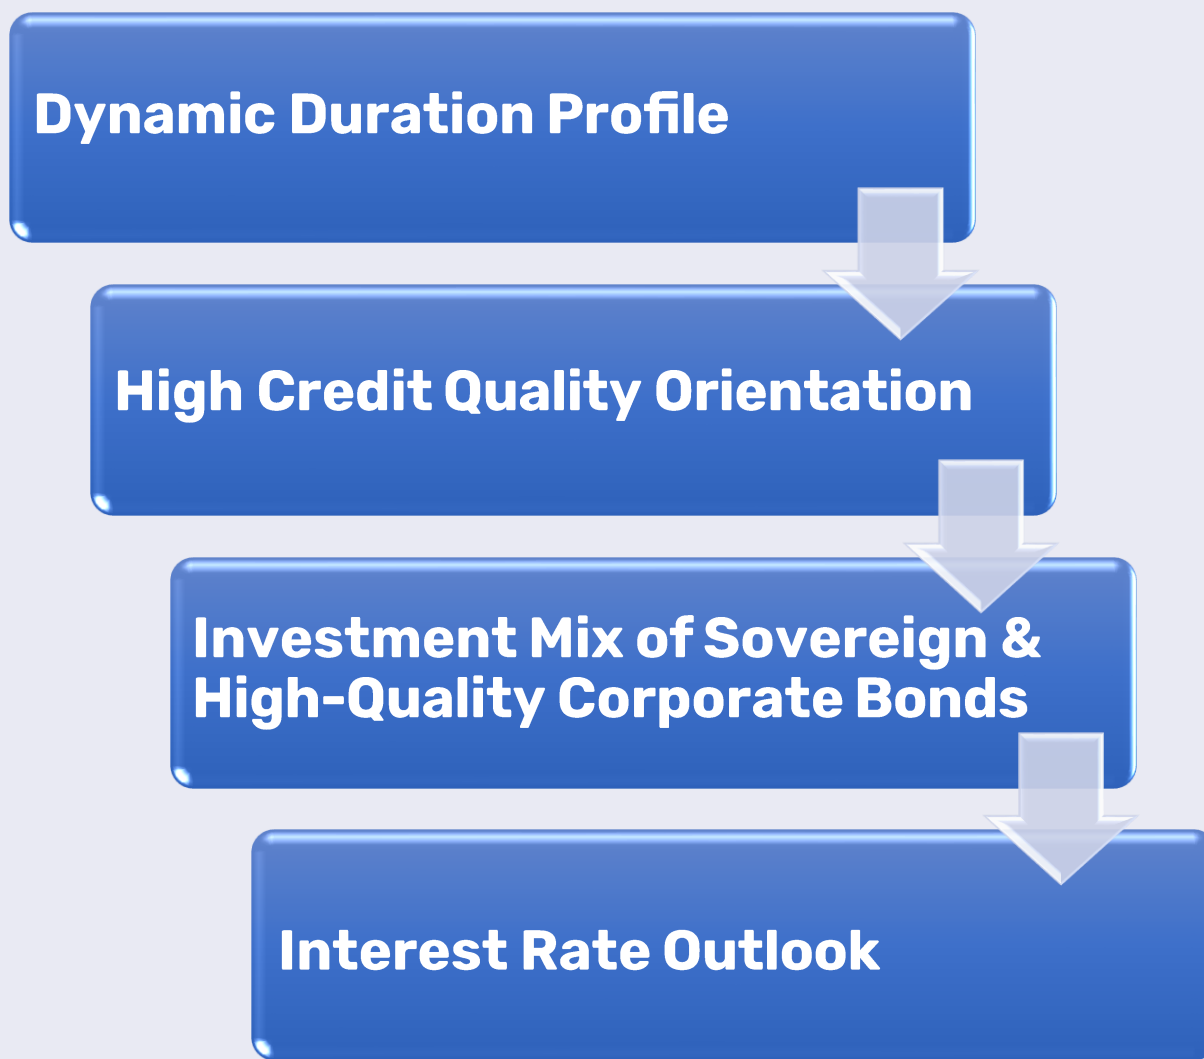 Dynamic Duration Profile
High Credit Quality Orientation
Investment Mix of Sovereign &
High-Quality Corporate Bonds
Interest Rate Outlook